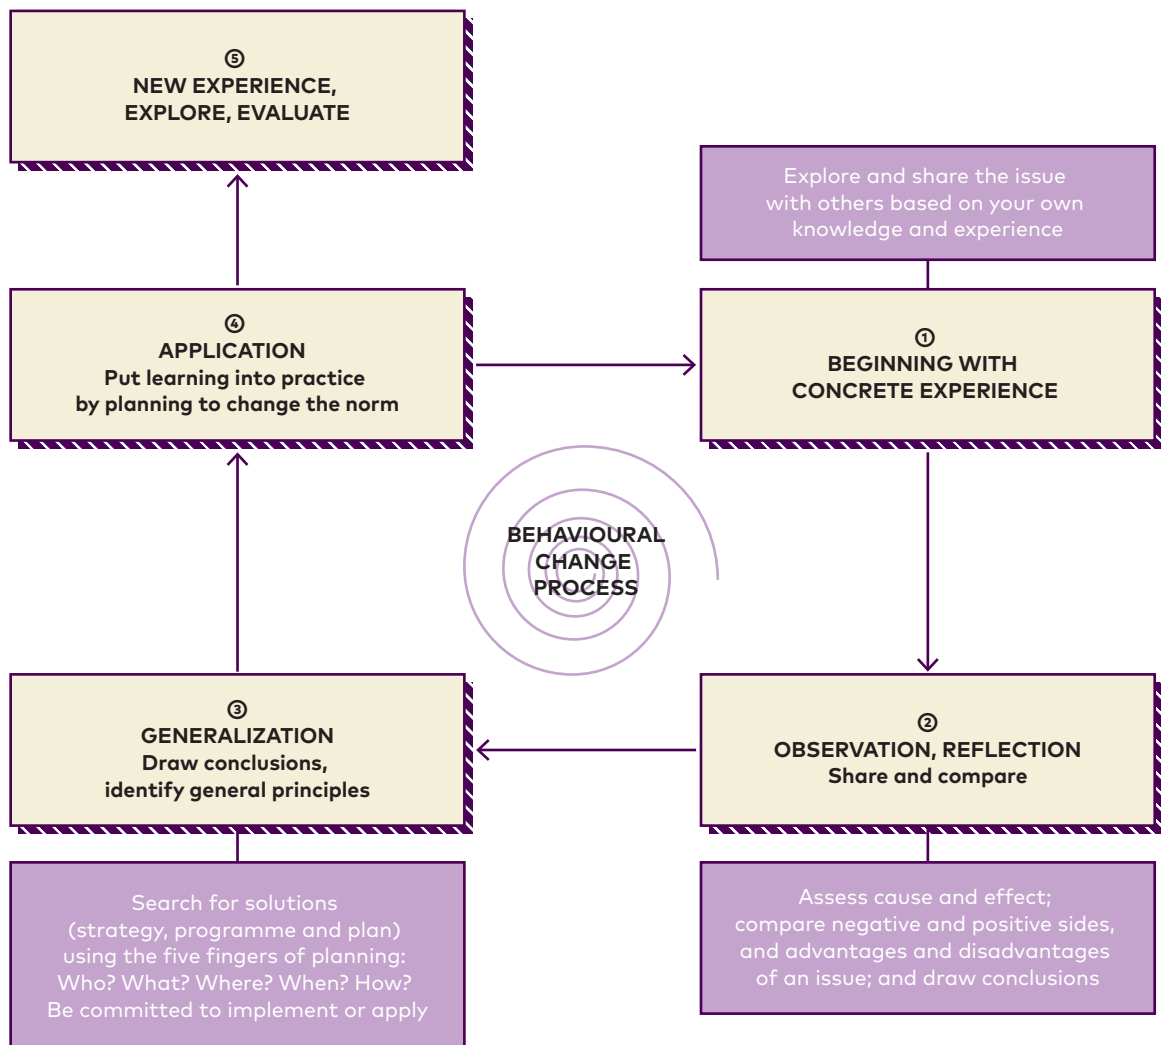 ⑤
NEW EXPERIENCE,
EXPLORE, EVALUATE
Explore and share the issue
with others based on your own
knowledge and experience
④
APPLICATION
Put learning into practice
by planning to change the norm
①
BEGINNING WITH
CONCRETE EXPERIENCE
BEHAVIOURAL
CHANGE
PROCESS
③
GENERALIZATION
Draw conclusions,
identify general principles
②
OBSERVATION, REFLECTION
Share and compare
Search for solutions
(strategy, programme and plan)
using the five fingers of planning:
Who? What? Where? When? How?
Be committed to implement or apply
Assess cause and effect;
compare negative and positive sides,
and advantages and disadvantages
of an issue; and draw conclusions